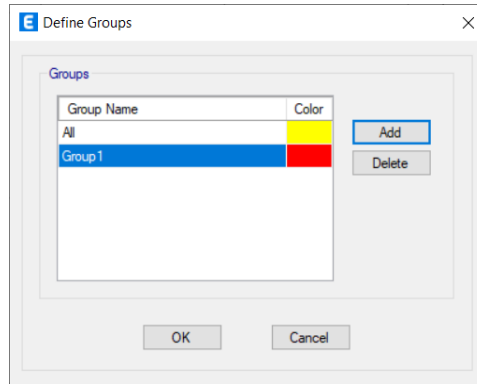 E Define Groups
Groups
Group Name Color
All
Group1
Add
Delete
OK Cancel